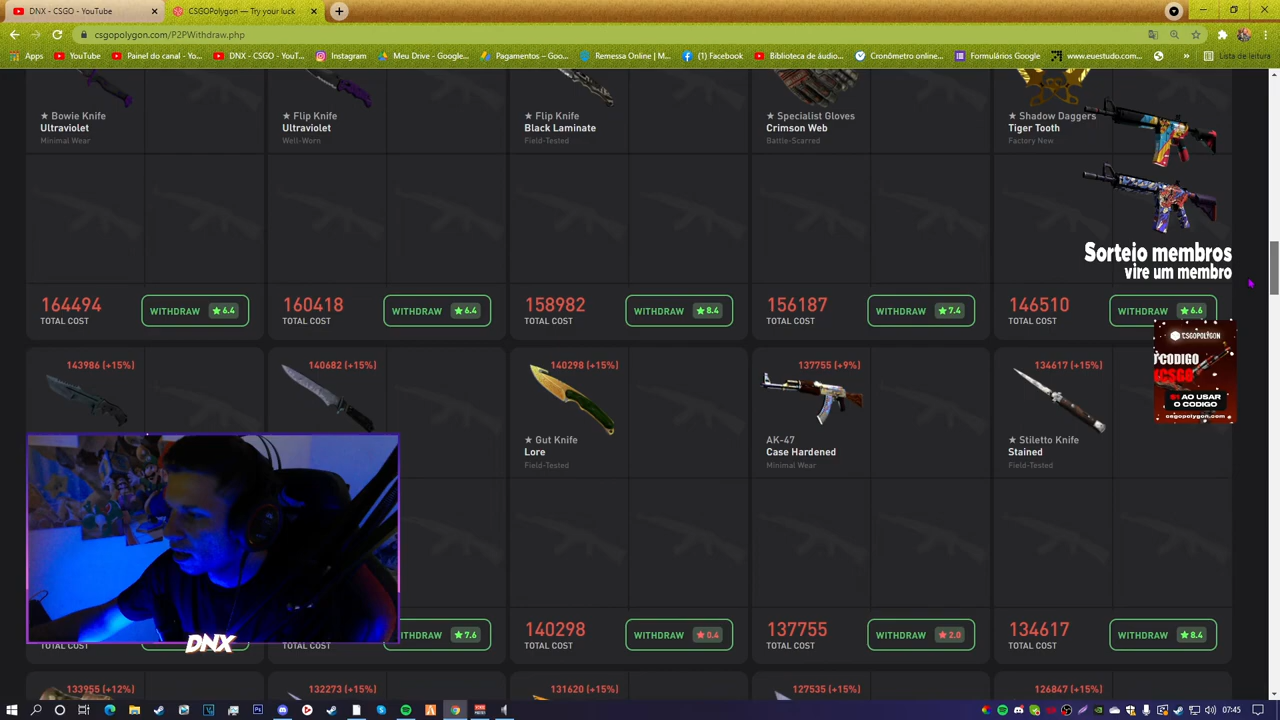 DNX - CSGO - YouTube
CSGOPolygon — Try your luck
csgopolygon.com/P2PWithdraw.php
Apps
YouTube
Painel do canal - Yo...
DNX - CSGO - YouT...
Instagram
Meu Drive - Google...
Pagamentos – Goog...
Remessa Online | M...
(1) Facebook
Biblioteca de áudio...
Cronômetro online...
Formulários Google
www.euestudo.com...
Lista de leitura
★ Bowie Knife
Ultraviolet
Minimal Wear
★ Flip Knife
Ultraviolet
Well-Worn
★ Flip Knife
Black Laminate
Field-Tested
★ Specialist Gloves
Crimson Web
Battle-Scarred
★ Shadow Daggers
Tiger Tooth
Factory New
Sorteio membros
vire um membro
164494
TOTAL COST
WITHDRAW ★6.4
160418
TOTAL COST
WITHDRAW ★6.4
158982
TOTAL COST
WITHDRAW ★8.4
156187
TOTAL COST
WITHDRAW ★7.4
146510
TOTAL COST
WITHDRAW ★6.6
CSGOPOLYGON
O CODIGO
CSGO
AO USAR
O CODIGO
csgopolygon.com
143986 (+15%)
140682 (+15%)
140298 (+15%)
★ Gut Knife
Lore
Field-Tested
137755 (+9%)
AK-47
Case Hardened
Minimal Wear
134617 (+15%)
★ Stiletto Knife
Stained
Field-Tested
DNX
TOTAL COST
TOTAL COST
WITHDRAW ★7.6
140298
TOTAL COST
WITHDRAW ★0.4
137755
TOTAL COST
WITHDRAW ★2.0
134617
TOTAL COST
WITHDRAW ★8.4
133955 (+12%)
132273 (+15%)
131620 (+15%)
127535 (+15%)
126847 (+15%)
07:45